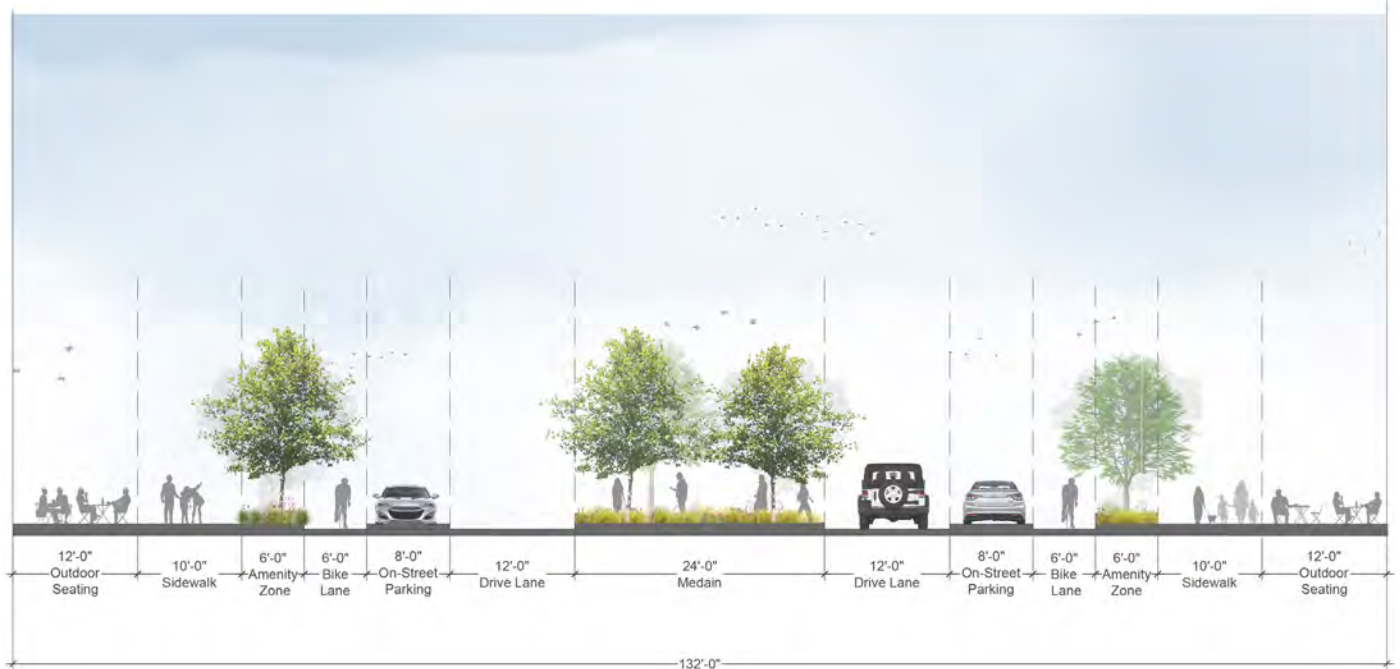 12'-0"
Outdoor
Seating
10'-0"
Sidewalk
6'-0"
Amenity
Zone
6'-0"
Bike
Lane
8'-0"
On-Street
Parking
12'-0"
Drive Lane
24'-0"
Medain
12'-0"
Drive Lane
8'-0"
On-Street
Parking
6'-0"
Bike
Lane
6'-0"
Amenity
Zone
10'-0"
Sidewalk
12'-0"
Outdoor
Seating
132'-0"